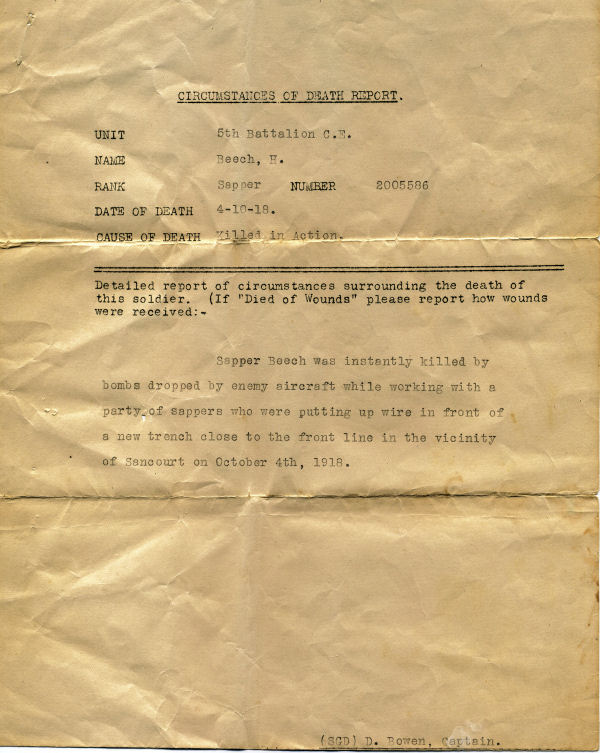 CIRCUMSTANCES OF DEATH REPORT.
UNIT 5th Battalion C.E.
NAME Beech, H.
RANK Sapper NUMBER 2005586
DATE OF DEATH 4-10-18.
CAUSE OF DEATH Killed in Action.
Detailed report of circumstances surrounding the death of
this soldier. (If "Died of Wounds" please report how wounds
were received:-
Sapper Beech was instantly killed by
bombs dropped by enemy aircraft while working with a
party of sappers who were putting up wire in front of
a new trench close to the front line in the vicinity
of Sancourt on October 4th, 1918.
(SGD) D. Bowen, Captain.